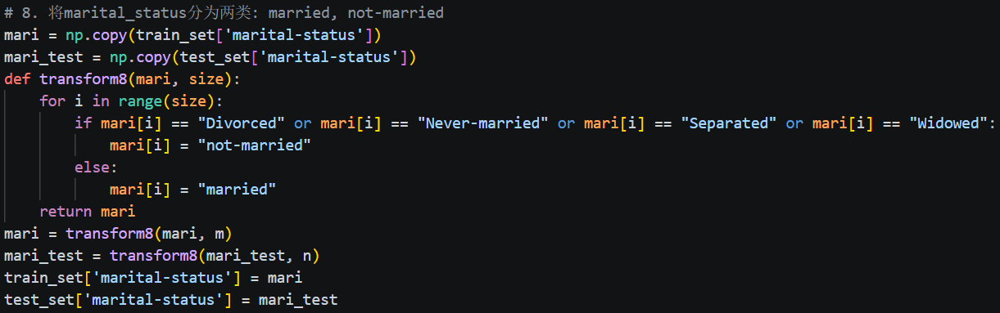 # 8. 将marital_status分为两类: married, not-married
mari = np.copy(train_set['marital-status'])
mari_test = np.copy(test_set['marital-status'])
def transform8(mari, size):
    for i in range(size):
        if mari[i] == "Divorced" or mari[i] == "Never-married" or mari[i] == "Separated" or mari[i] == "Widowed":
            mari[i] = "not-married"
        else:
            mari[i] = "married"
    return mari
mari = transform8(mari, m)
mari_test = transform8(mari_test, n)
train_set['marital-status'] = mari
test_set['marital-status'] = mari_test